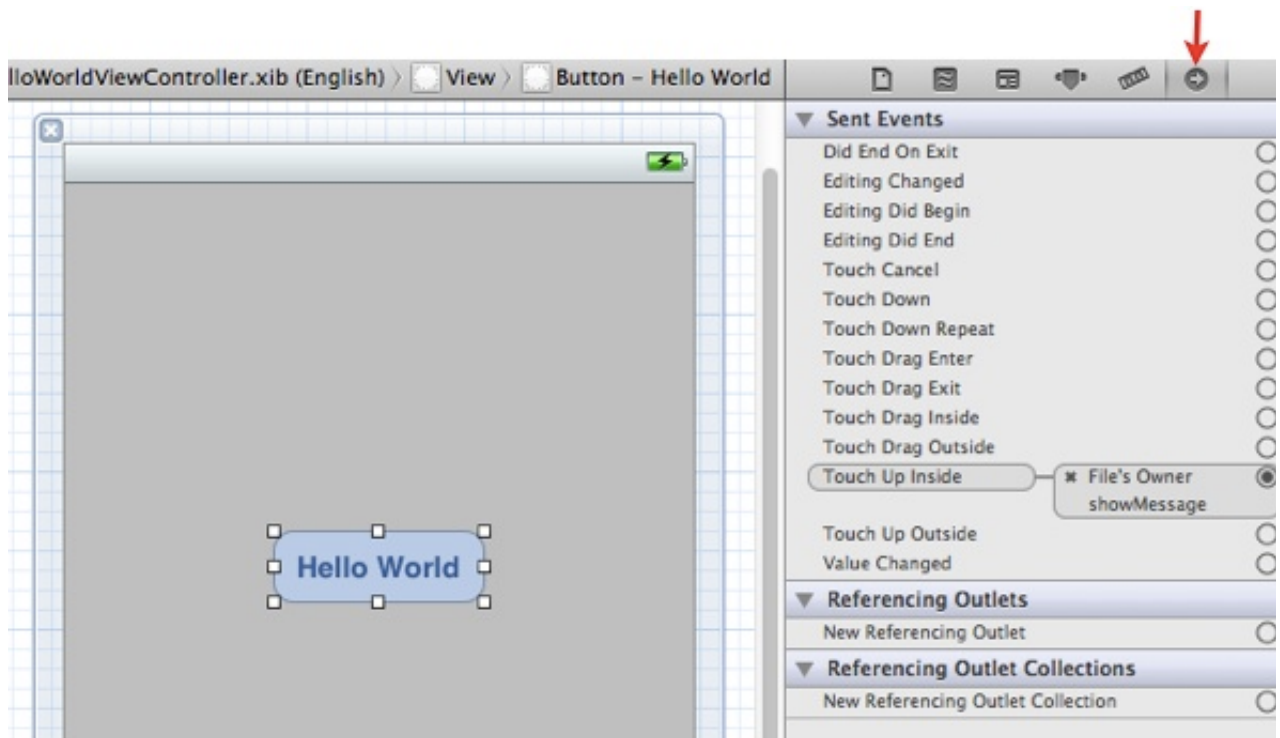 lloWorldViewController.xib (English) View Button – Hello World
Hello World
Sent Events
Did End On Exit
Editing Changed
Editing Did Begin
Editing Did End
Touch Cancel
Touch Down
Touch Down Repeat
Touch Drag Enter
Touch Drag Exit
Touch Drag Inside
Touch Drag Outside
Touch Up Inside File's Owner
showMessage
Touch Up Outside
Value Changed
Referencing Outlets
New Referencing Outlet
Referencing Outlet Collections
New Referencing Outlet Collection